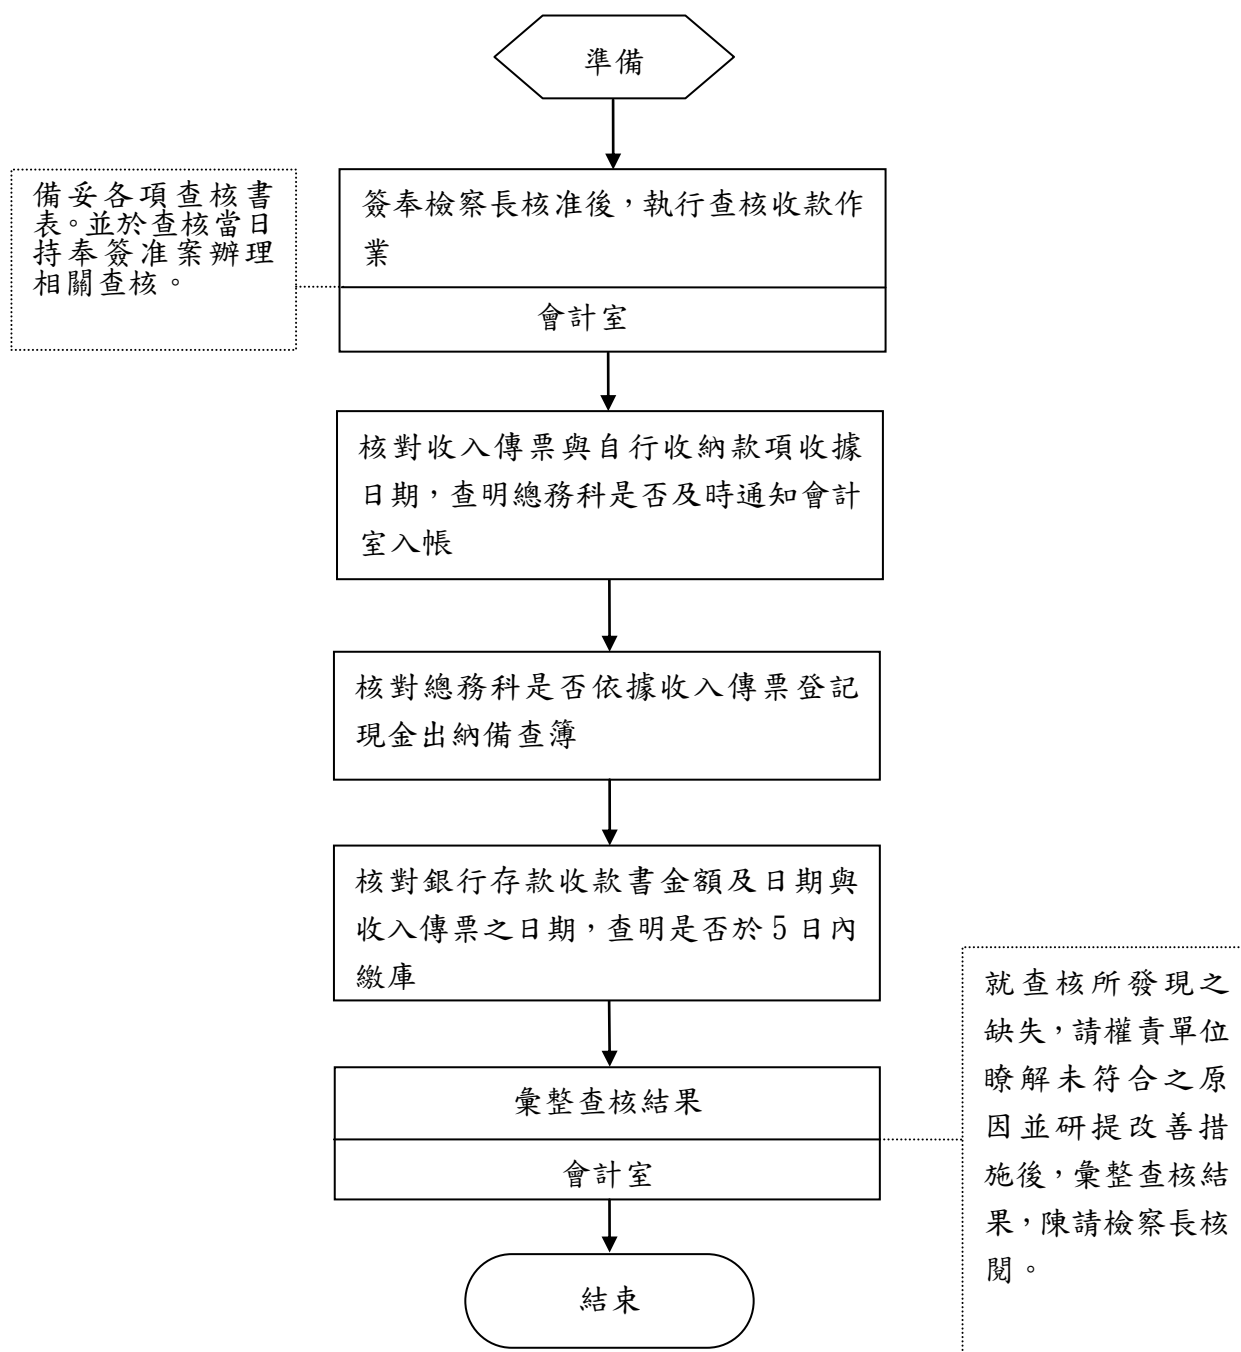 準備
備妥各項查核書
表。並於查核當日
持奉簽准案辦理
相關查核。
簽奉檢察長核准後，執行查核收款作
業
會計室
核對收入傳票與自行收納款項收據
日期，查明總務科是否及時通知會計
室入帳
核對總務科是否依據收入傳票登記
現金出納備查簿
核對銀行存款收款書金額及日期與
收入傳票之日期，查明是否於5日內
繳庫
彙整查核結果
會計室
就查核所發現之
缺失，請權責單位
瞭解未符合之原
因並研提改善措
施後，彙整查核結
果，陳請檢察長核
閱。
結束